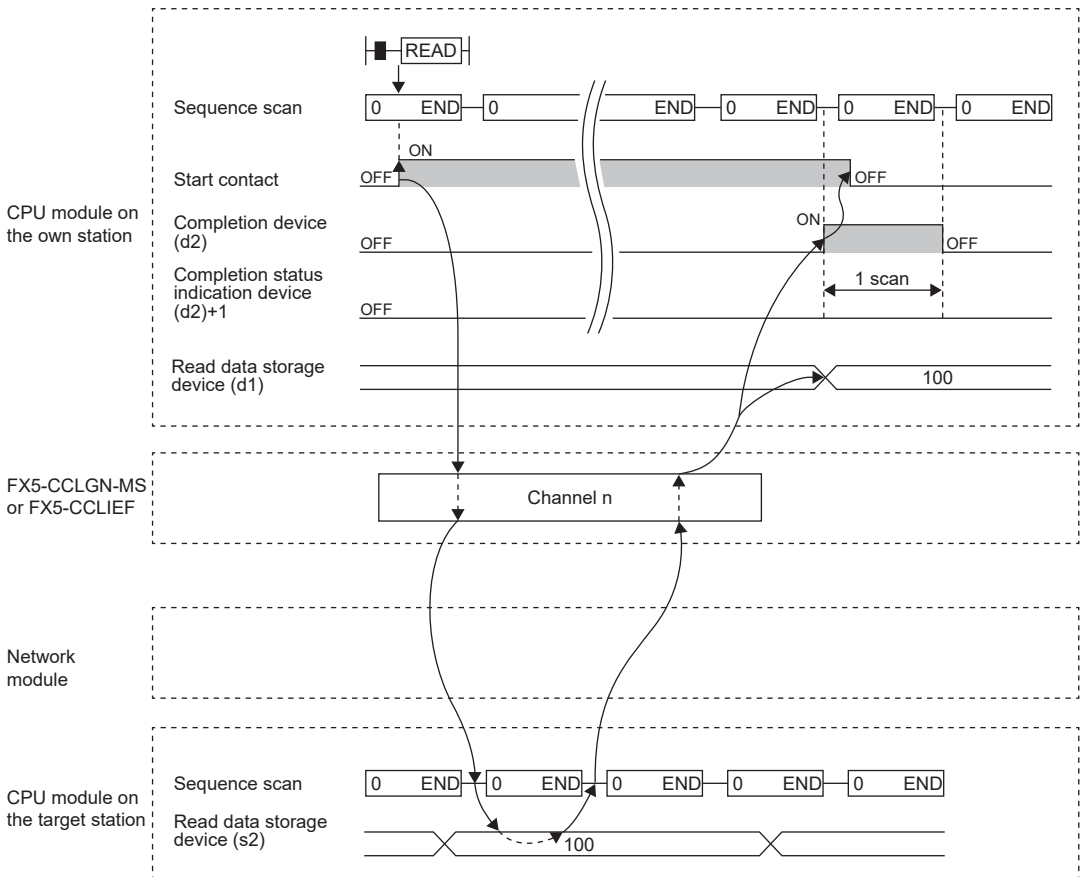 READ
Sequence scan
0 END 0 END 0 END 0 END 0 END
ON
Start contact
OFF
OFF
CPU module on
the own station
Completion device
(d2)
ON
OFF
OFF
Completion status
indication device
(d2)+1
1 scan
OFF
Read data storage
device (d1)
100
FX5-CCLGN-MS
or FX5-CCLIEF
Channel n
Network
module
CPU module on
the target station
Sequence scan
0 END 0 END 0 END 0 END 0 END
Read data storage
device (s2)
100